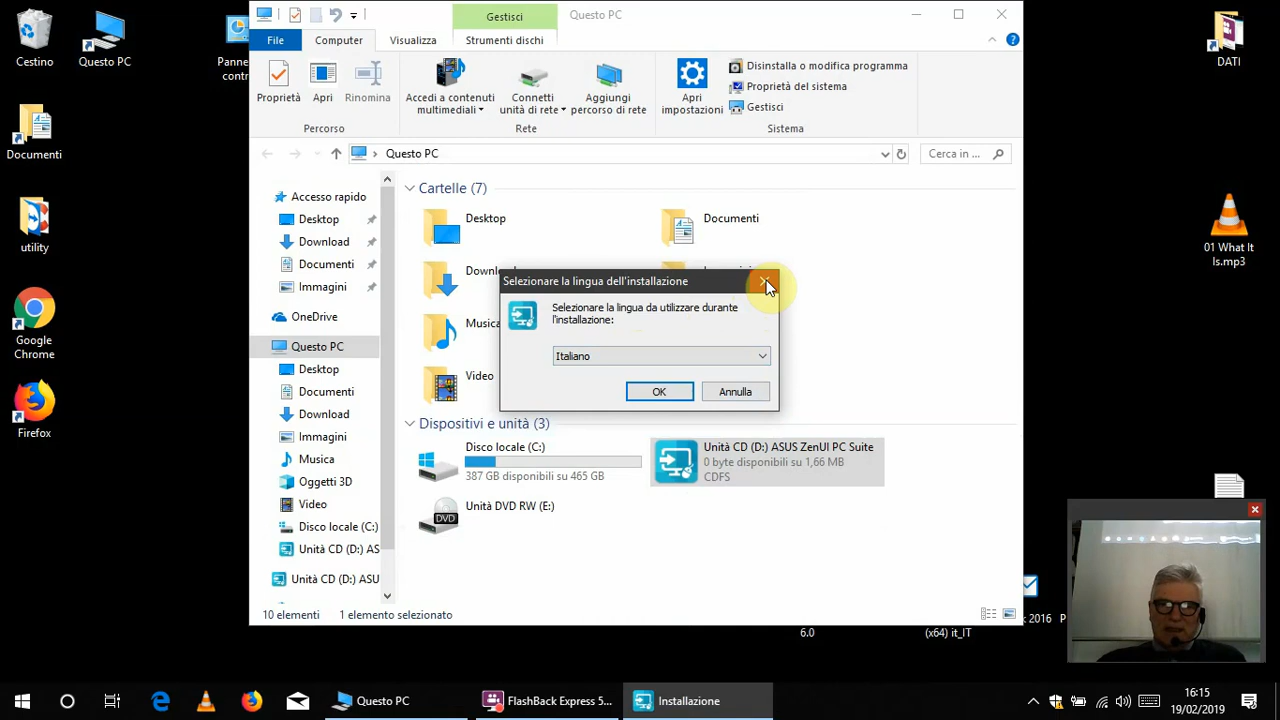 Gestisci
Questo PC
File
Computer
Visualizza
Strumenti dischi
Proprietà
Apri
Rinomina
Accedi a contenuti
multimediali
Connetti
unità di rete
Aggiungi
percorso di rete
Apri
impostazioni
Disinstalla o modifica programma
Proprietà del sistema
Gestisci
Percorso
Rete
Sistema
Questo PC
Cerca in ...
Cestino
Questo PC
Panne
contr
Documenti
utility
Google
Chrome
Firefox
Accesso rapido
Desktop
Download
Documenti
Immagini
OneDrive
Questo PC
Desktop
Documenti
Download
Immagini
Musica
Oggetti 3D
Video
Disco locale (C:)
Unità CD (D:) AS
Unità CD (D:) ASU
Cartelle (7)
Desktop
Documenti
Musica
Video
Selezionare la lingua dell'installazione
Selezionare la lingua da utilizzare durante
l'installazione:
Italiano
OK
Annulla
Dispositivi e unità (3)
Disco locale (C:)
387 GB disponibili su 465 GB
Unità CD (D:) ASUS ZenUI PC Suite
0 byte disponibili su 1,66 MB
CDFS
DVD
Unità DVD RW (E:)
10 elementi
1 elemento selezionato
DATI
01 What It
Is.mp3
2016
P
6.0
(x64) it_IT
Questo PC
FlashBack Express 5...
Installazione
16:15
19/02/2019